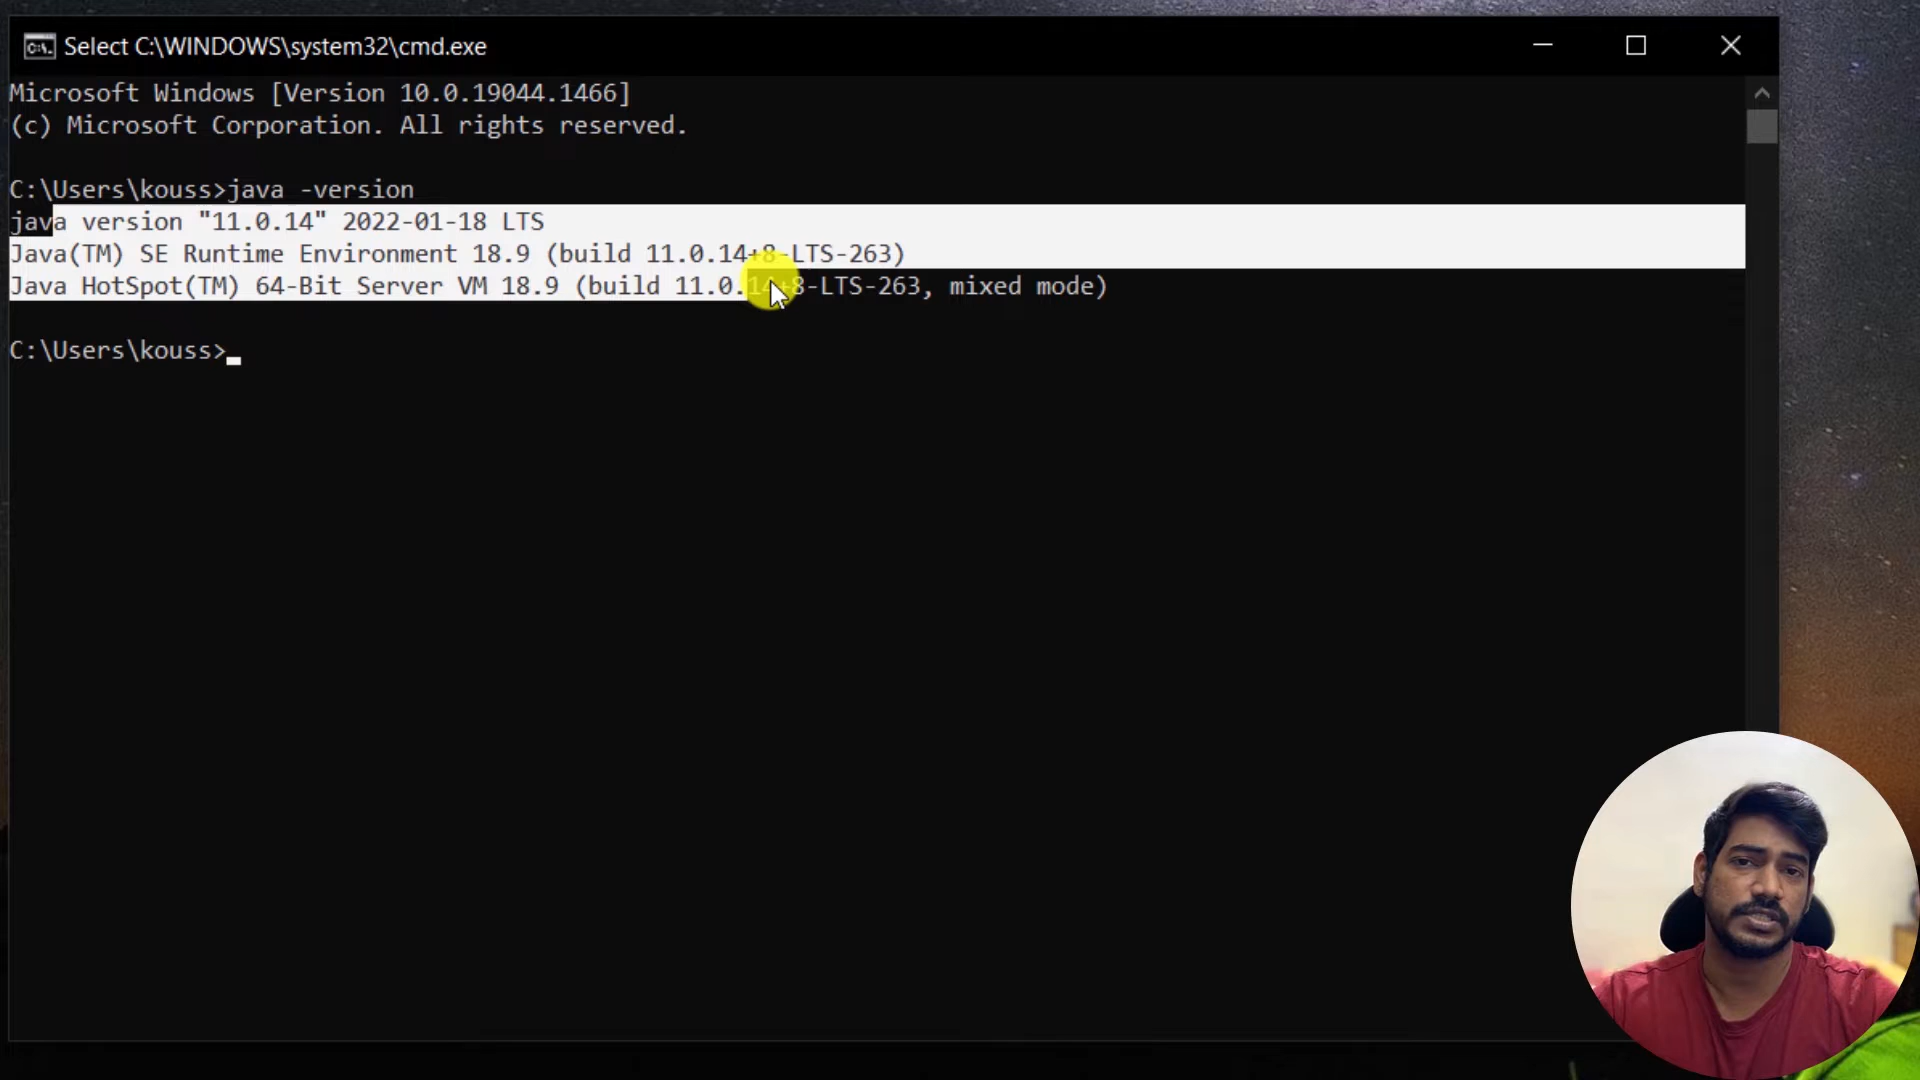 Select C:\WINDOWS\system32\cmd.exe
Microsoft Windows [Version 10.0.19044.1466]
(c) Microsoft Corporation. All rights reserved.
C:\Users\kouss>java -version
java version "11.0.14" 2022-01-18 LTS
Java(TM) SE Runtime Environment 18.9 (build 11.0.14+8-LTS-263)
Java HotSpot(TM) 64-Bit Server VM 18.9 (build 11.0.14+8-LTS-263, mixed mode)
C:\Users\kouss>